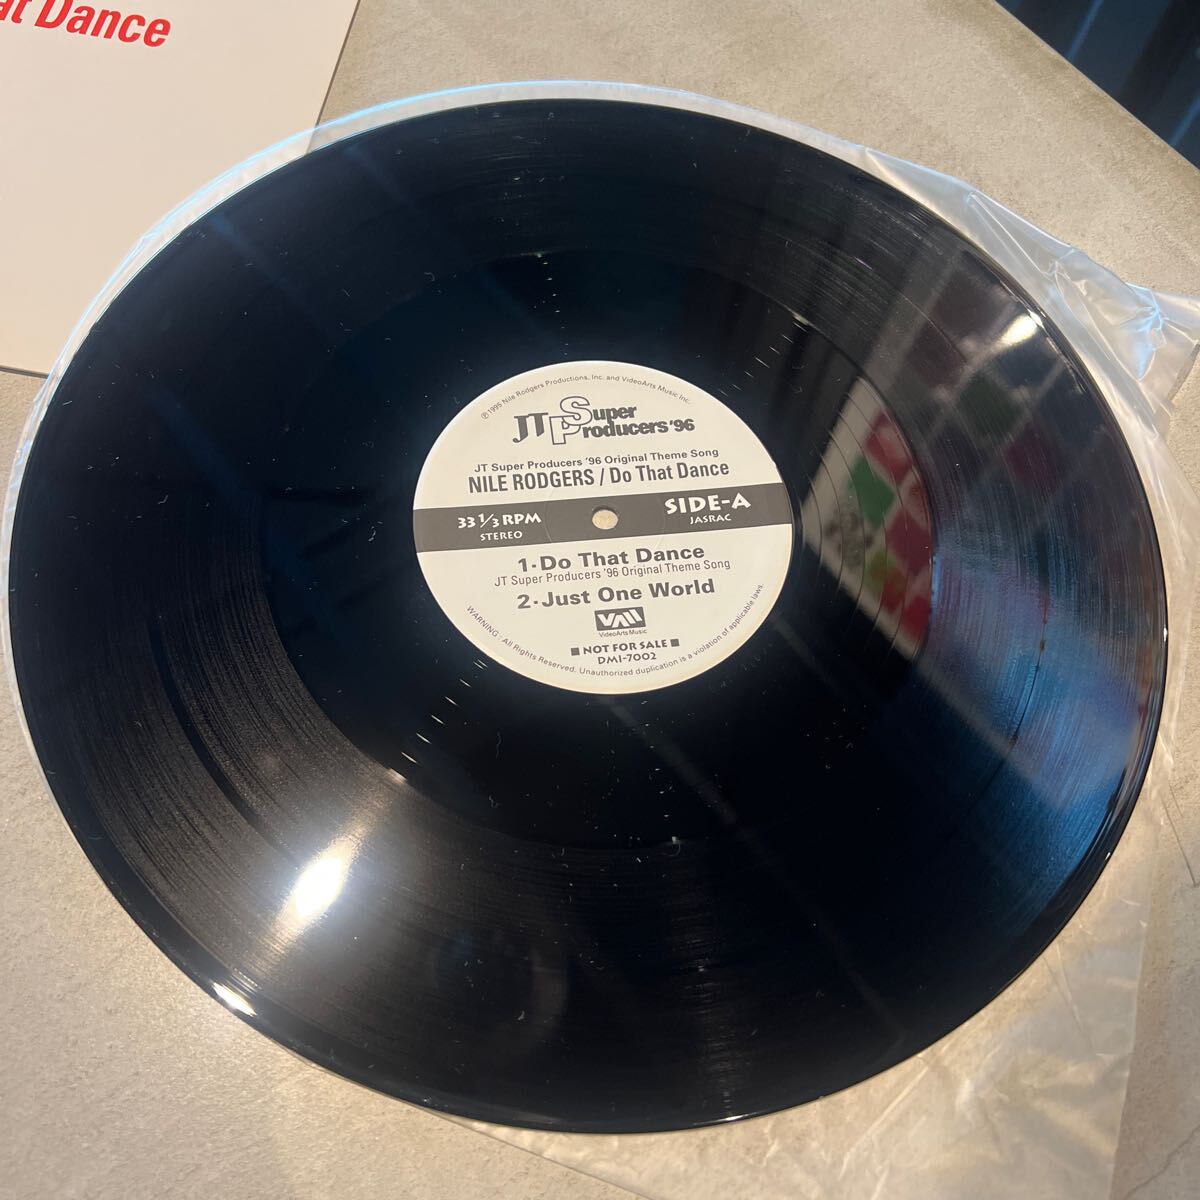 at Dance
℗1995 Nile Rodgers Productions, Inc. and VideoArts Music Inc.
JT Super
Producers '96
JT Super Producers '96 Original Theme Song
NILE RODGERS / Do That Dance
33 1/3 RPM
STEREO
SIDE-A
JASRAC
1·Do That Dance
JT Super Producers '96 Original Theme Song
2·Just One World
VAM
VideoArts Music
■ NOT FOR SALE ■
DMI-7002
WARNING : All Rights Reserved. Unauthorized duplication is a violation of applicable laws.